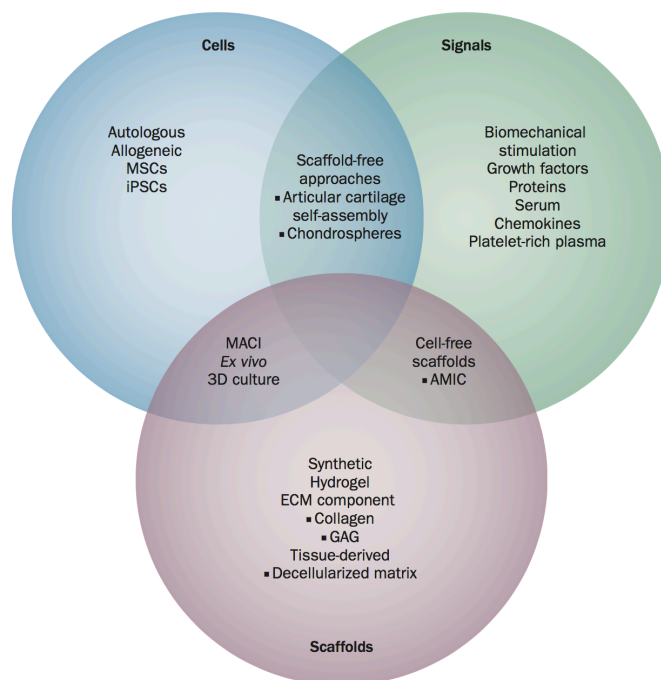 Cells
Signals
Autologous
Allogeneic
MSCs
iPSCs
Scaffold-free
approaches
▪ Articular cartilage
self-assembly
▪ Chondrospheres
Biomechanical
stimulation
Growth factors
Proteins
Serum
Chemokines
Platelet-rich plasma
MACI
Ex vivo
3D culture
Cell-free
scaffolds
▪ AMIC
Synthetic
Hydrogel
ECM component
▪ Collagen
▪ GAG
Tissue-derived
▪ Decellularized matrix
Scaffolds